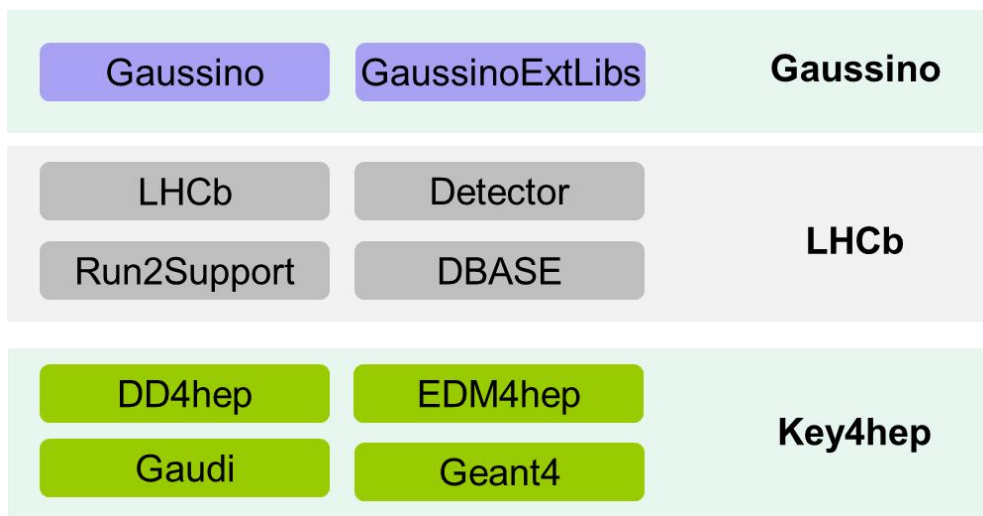 Gaussino GaussinoExtLibs Gaussino
LHCb Detector
LHCb
Run2Support DBASE
DD4hep EDM4hep
Key4hep
Gaudi Geant4